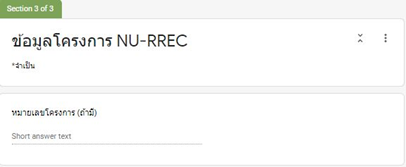 Section 3 of 3
ข้อมูลโครงการ NU-RREC
*จำเป็น
หมายเลขโครงการ (ถ้ามี)
Short answer text